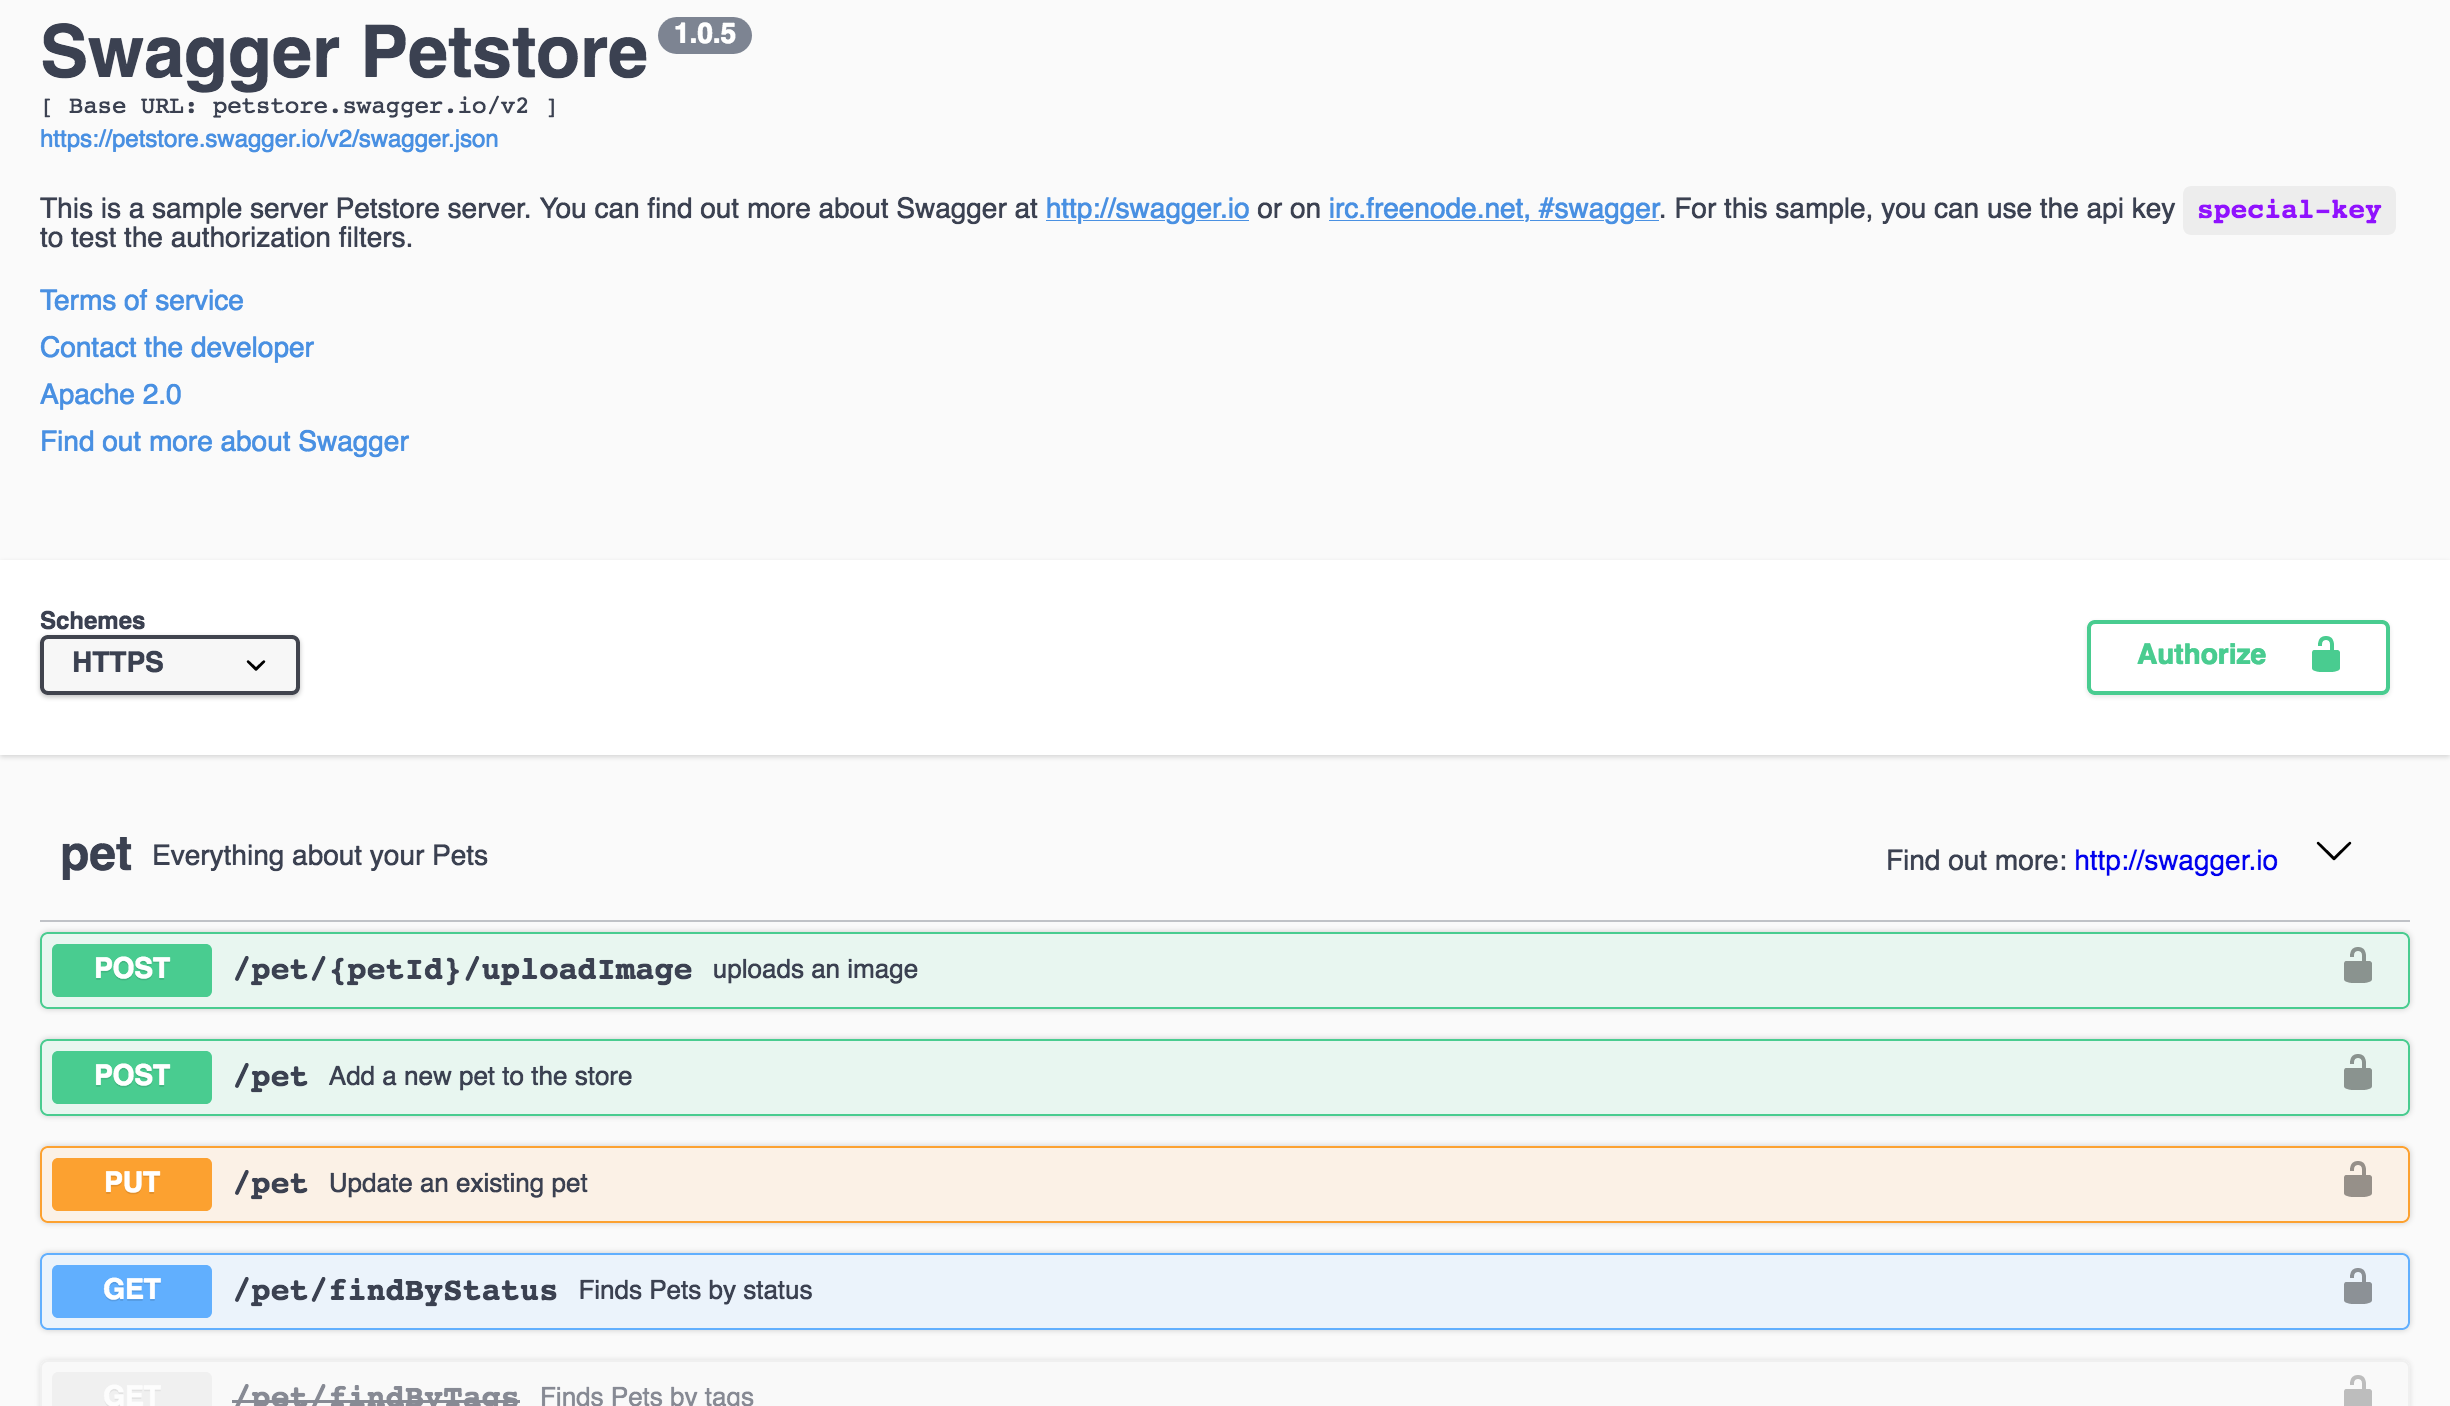 Swagger Petstore 1.0.5
[ Base URL: petstore.swagger.io/v2 ]
https://petstore.swagger.io/v2/swagger.json
This is a sample server Petstore server. You can find out more about Swagger at http://swagger.io or on irc.freenode.net, #swagger. For this sample, you can use the api key special-key
to test the authorization filters.
Terms of service
Contact the developer
Apache 2.0
Find out more about Swagger
Schemes
HTTPS
Authorize
pet Everything about your Pets Find out more: http://swagger.io
POST /pet/{petId}/uploadImage uploads an image
POST /pet Add a new pet to the store
PUT /pet Update an existing pet
GET /pet/findByStatus Finds Pets by status
GET /pet/findByTags Finds Pets by tags